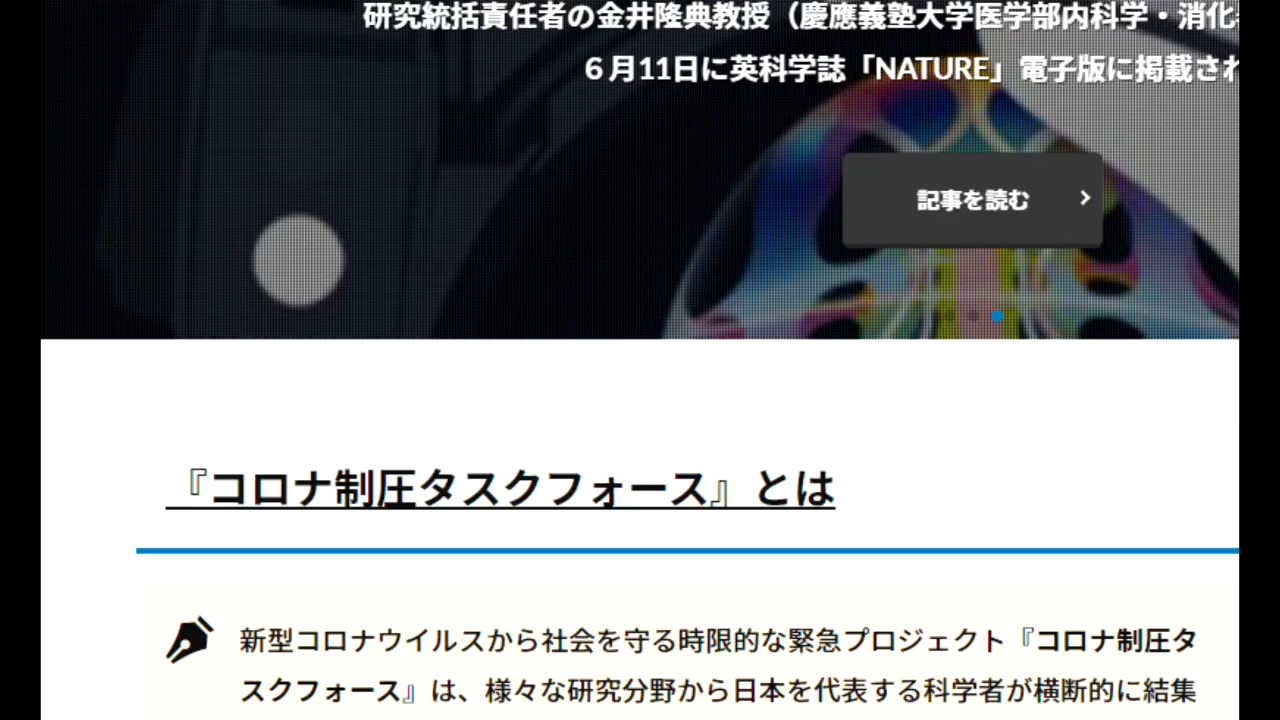 研究統括責任者の金井隆典教授（慶應義塾大学医学部内科学・消化
６月11日に英科学誌「NATURE」電子版に掲載され
記事を読む
『コロナ制圧タスクフォース』とは
新型コロナウイルスから社会を守る時限的な緊急プロジェクト『コロナ制圧タ
スクフォース』は、様々な研究分野から日本を代表する科学者が横断的に結集